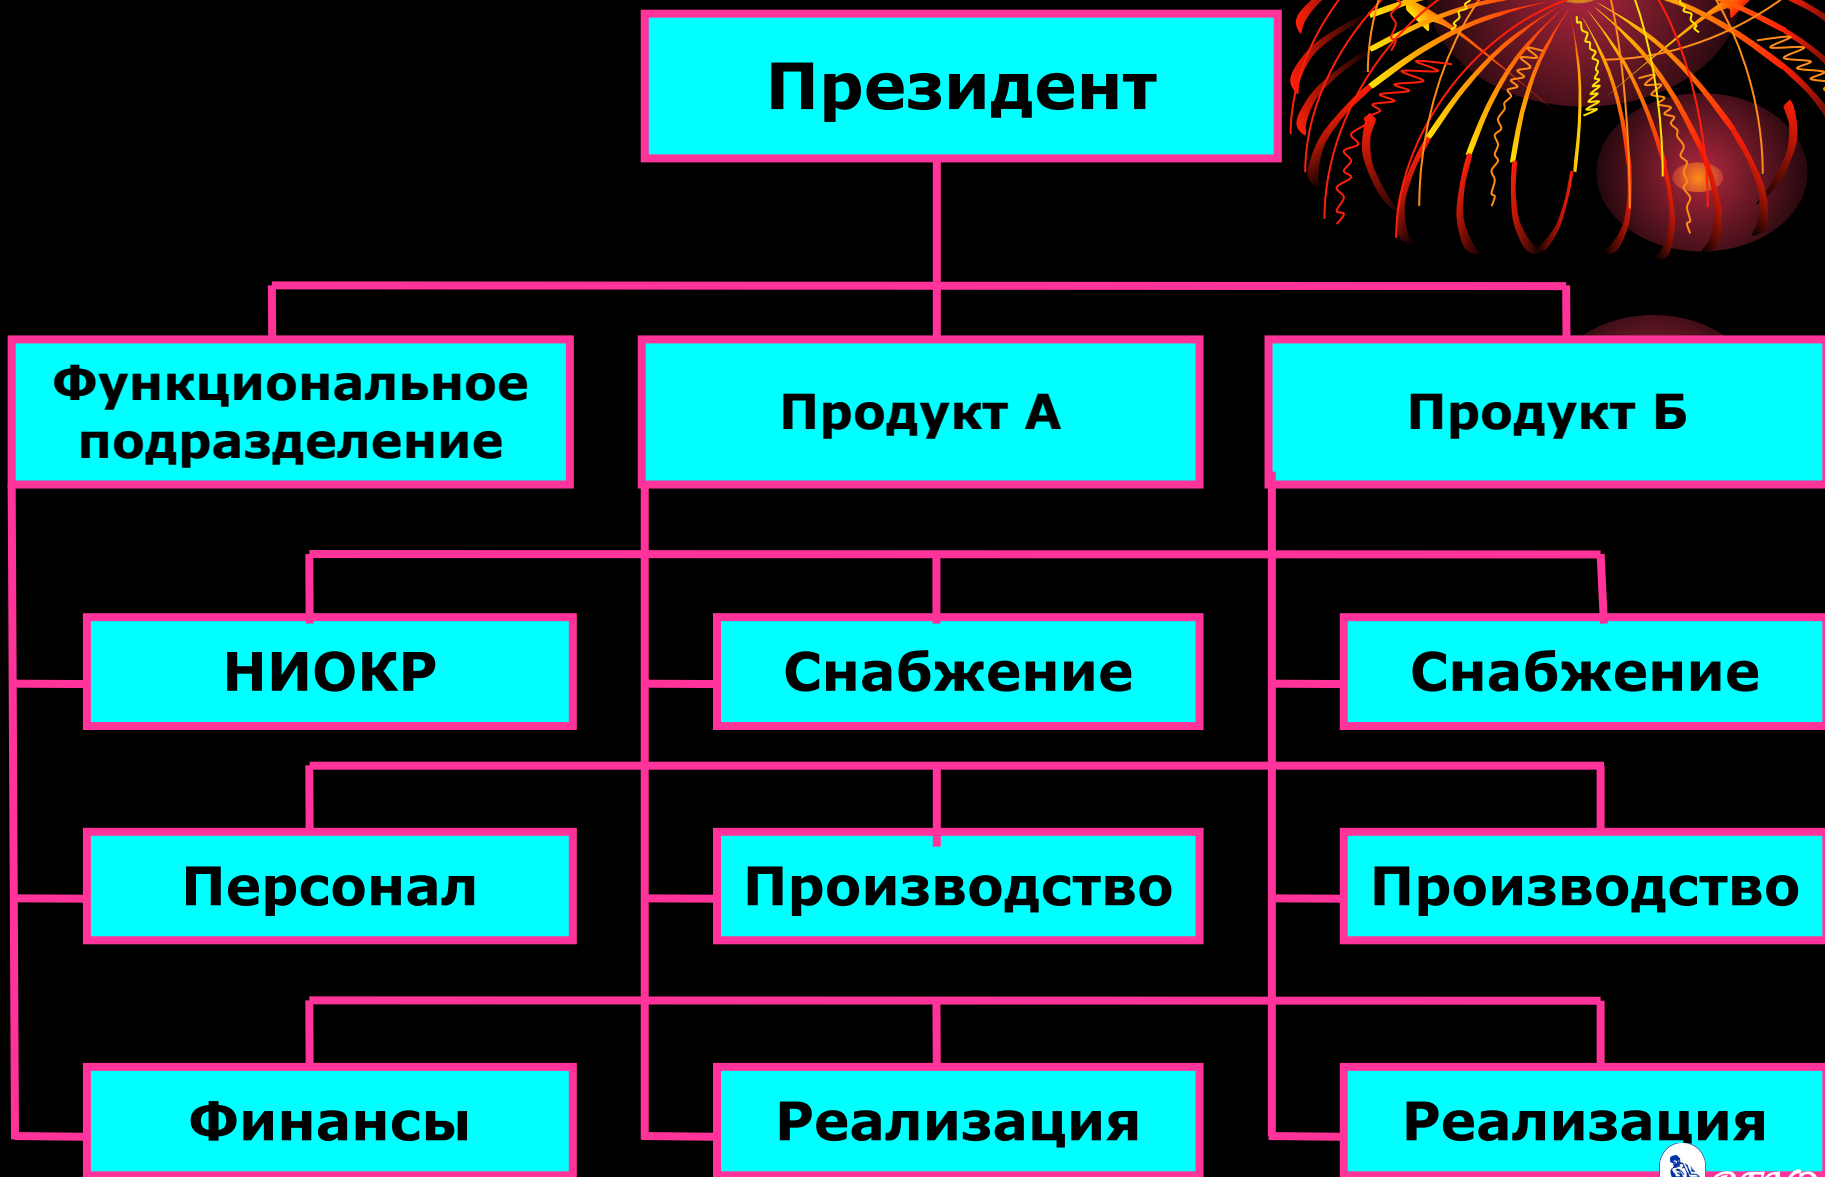 Президент
Функциональное
подразделение
Продукт А
Продукт Б
НИОКР
Снабжение
Снабжение
Персонал
Производство
Производство
Финансы
Реализация
Реализация